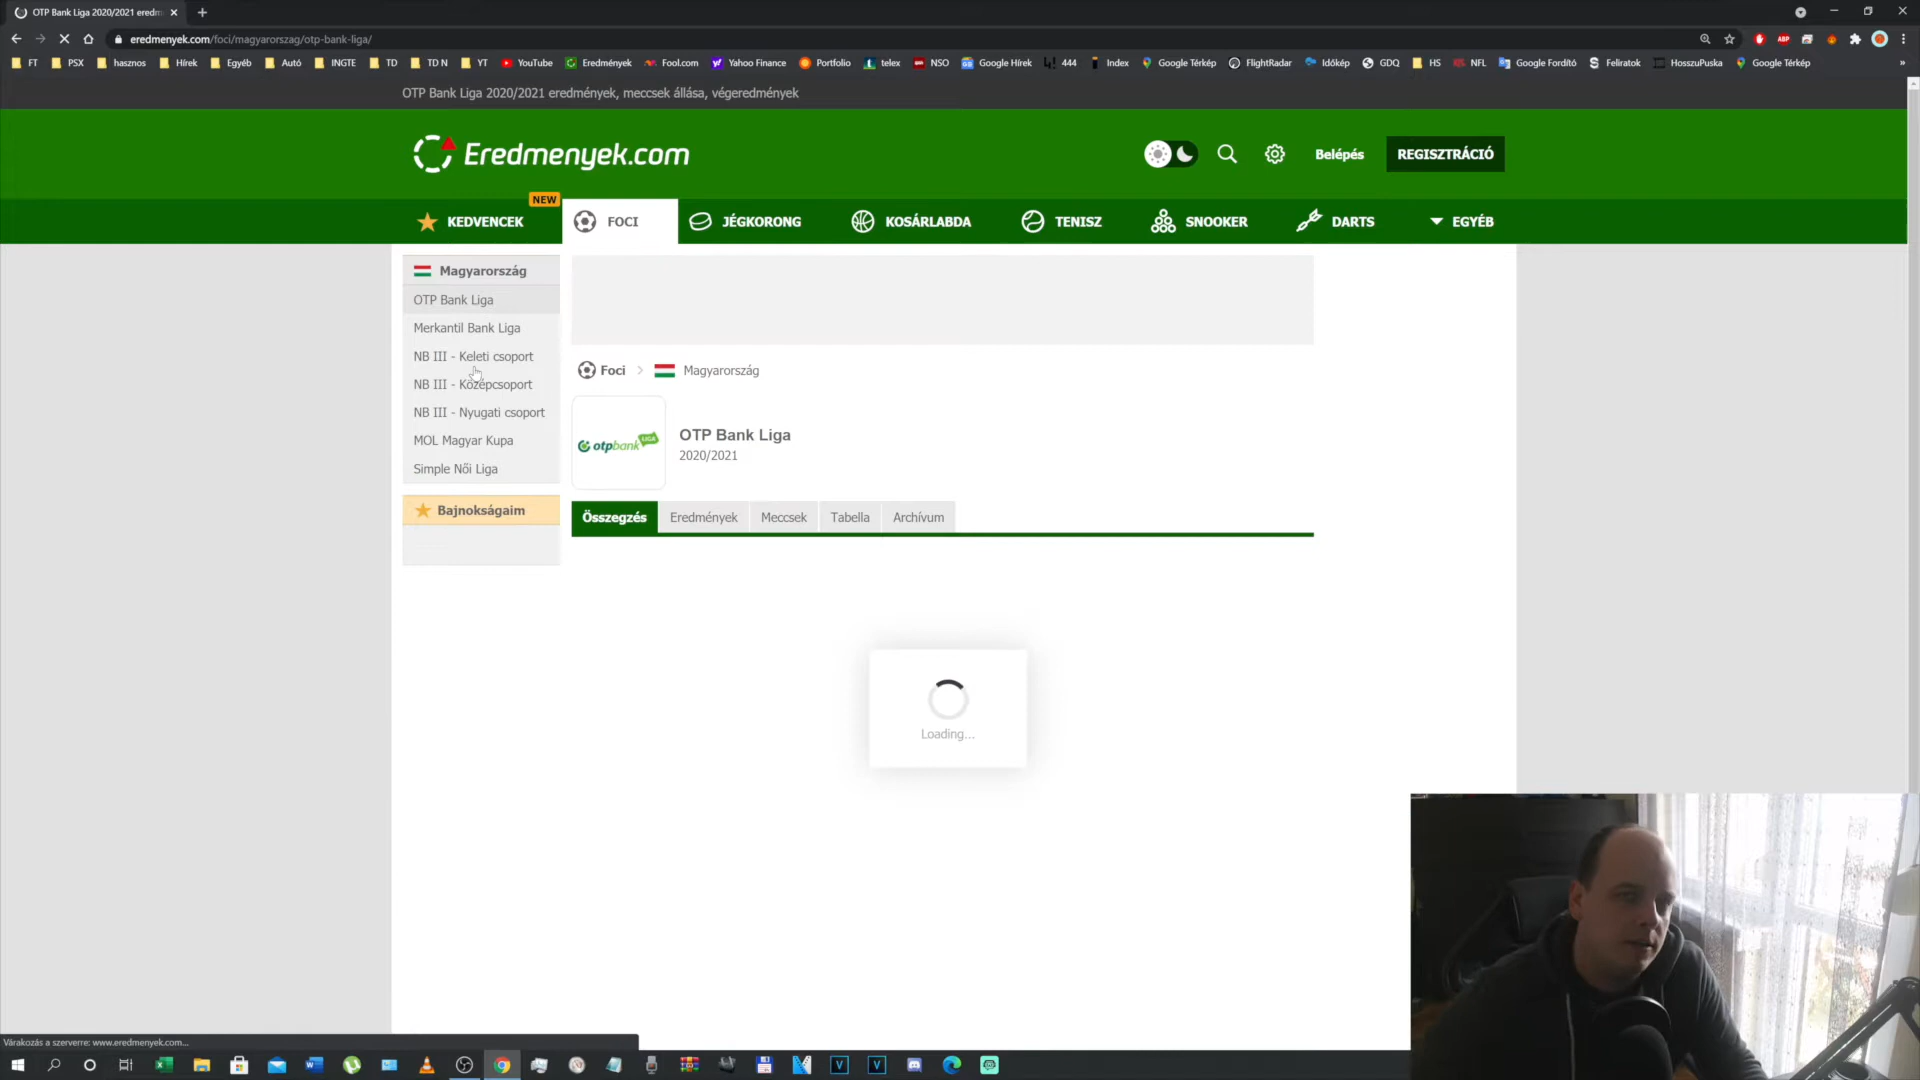 OTP Bank Liga 2020/2021 eredm
eredmenyek.com/foci/magyarorszag/otp-bank-liga/
ABP
FT PSX hasznos Hírek Egyéb Autó INGTE TD TD N YT YouTube Eredmények Fool.com Yahoo Finance Portfolio telex NSO Google Hírek 444 Index Google Térkép FlightRadar Időkép GDQ HS NFL Google Fordító Feliratok HosszuPuska Google Térkép »
OTP Bank Liga 2020/2021 eredmények, meccsek állása, végeredmények
Eredmenyek.com
Belépés
REGISZTRÁCIÓ
NEW
KEDVENCEK FOCI JÉGKORONG KOSÁRLABDA TENISZ SNOOKER DARTS EGYÉB
Magyarország
OTP Bank Liga
Merkantil Bank Liga
NB III - Keleti csoport
NB III - Középcsoport
NB III - Nyugati csoport
MOL Magyar Kupa
Simple Női Liga
Bajnokságaim
Foci > Magyarország
otpbank LIGA
OTP Bank Liga
2020/2021
Összegzés Eredmények Meccsek Tabella Archívum
Loading...
Várakozás a szerverre: www.eredmenyek.com...